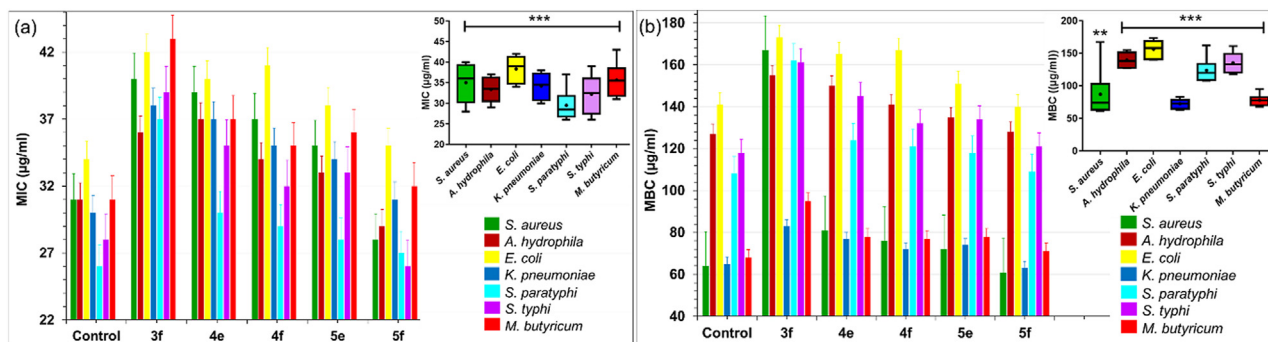 (a)
MIC (µg/ml)
42
37
32
27
22
Control 3f 4e 4f 5e 5f
***
MIC (µg/ml)
50
45
40
35
30
25
S. aureus
A. hydrophila
E. coli
K. pneumoniae
S. paratyphi
S. typhi
M. butyricum
S. aureus
A. hydrophila
E. coli
K. pneumoniae
S. paratyphi
S. typhi
M. butyricum
(b)
MBC (µg/ml)
180
160
140
120
100
80
60
40
Control 3f 4e 4f 5e 5f
***
**
MBC ((µg/ml)
200
150
100
50
0
S. aureus
A. hydrophila
E. coli
K. pneumoniae
S. paratyphi
S. typhi
M. butyricum
S. aureus
A. hydrophila
E. coli
K. pneumoniae
S. paratyphi
S. typhi
M. butyricum